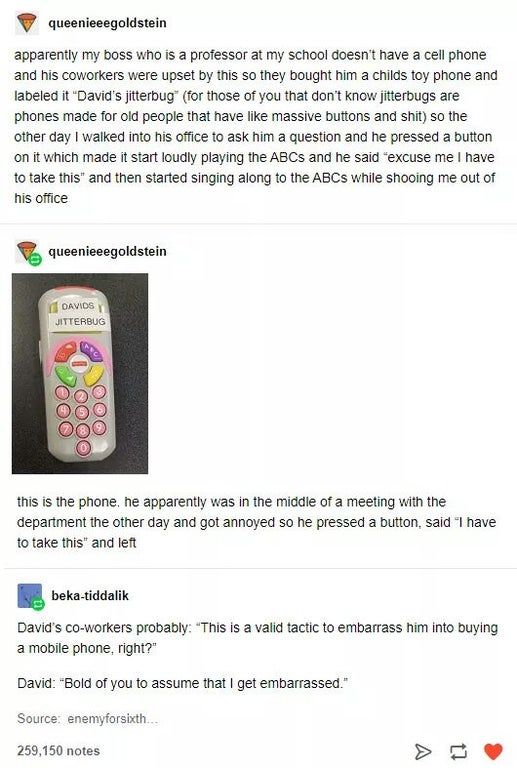 queenieeegoldstein
apparently my boss who is a professor at my school doesn't have a cell phone
and his coworkers were upset by this so they bought him a childs toy phone and
labeled it "David's jitterbug" (for those of you that don't know jitterbugs are
phones made for old people that have like massive buttons and shit) so the
other day I walked into his office to ask him a question and he pressed a button
on it which made it start loudly playing the ABCs and he said "excuse me I have
to take this" and then started singing along to the ABCs while shooing me out of
his office
queenieeegoldstein
DAVIDS
JITTERBUG
ABC
1 2 3
4 5 6
7 8 9
0
this is the phone. he apparently was in the middle of a meeting with the
department the other day and got annoyed so he pressed a button, said "I have
to take this" and left
beka-tiddalik
David's co-workers probably: "This is a valid tactic to embarrass him into buying
a mobile phone, right?"
David: "Bold of you to assume that I get embarrassed."
Source: enemyforsixth...
259,150 notes